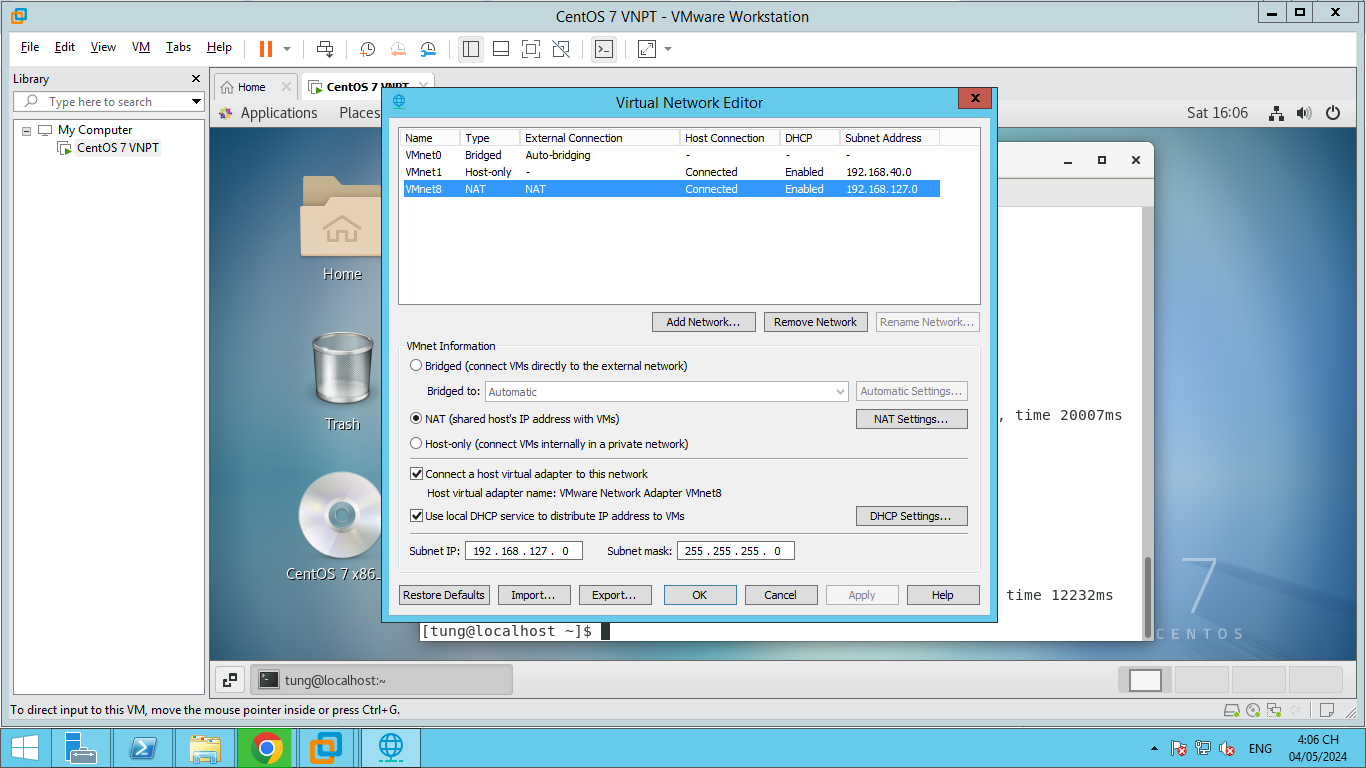 CentOS 7 VNPT - VMware Workstation
File Edit View VM Tabs Help
Library
Type here to search
My Computer
CentOS 7 VNPT
Home
CentOS 7 VNPT
Applications Places
Sat 16:06
Home
Trash
CentOS 7 x86_
Virtual Network Editor
Name Type External Connection Host Connection DHCP Subnet Address
VMnet0 Bridged Auto-bridging - - -
VMnet1 Host-only - Connected Enabled 192.168.40.0
VMnet8 NAT NAT Connected Enabled 192.168.127.0
Add Network... Remove Network Rename Network...
VMnet Information
Bridged (connect VMs directly to the external network)
Bridged to: Automatic Automatic Settings...
NAT (shared host's IP address with VMs) NAT Settings...
Host-only (connect VMs internally in a private network)
Connect a host virtual adapter to this network
Host virtual adapter name: VMware Network Adapter VMnet8
Use local DHCP service to distribute IP address to VMs DHCP Settings...
Subnet IP: 192 . 168 . 127 . 0 Subnet mask: 255 . 255 . 255 . 0
Restore Defaults Import... Export... OK Cancel Apply Help
, time 20007ms
time 12232ms
[tung@localhost ~]$
7
CENTOS
tung@localhost:~
To direct input to this VM, move the mouse pointer inside or press Ctrl+G.
ENG
4:06 CH
04/05/2024